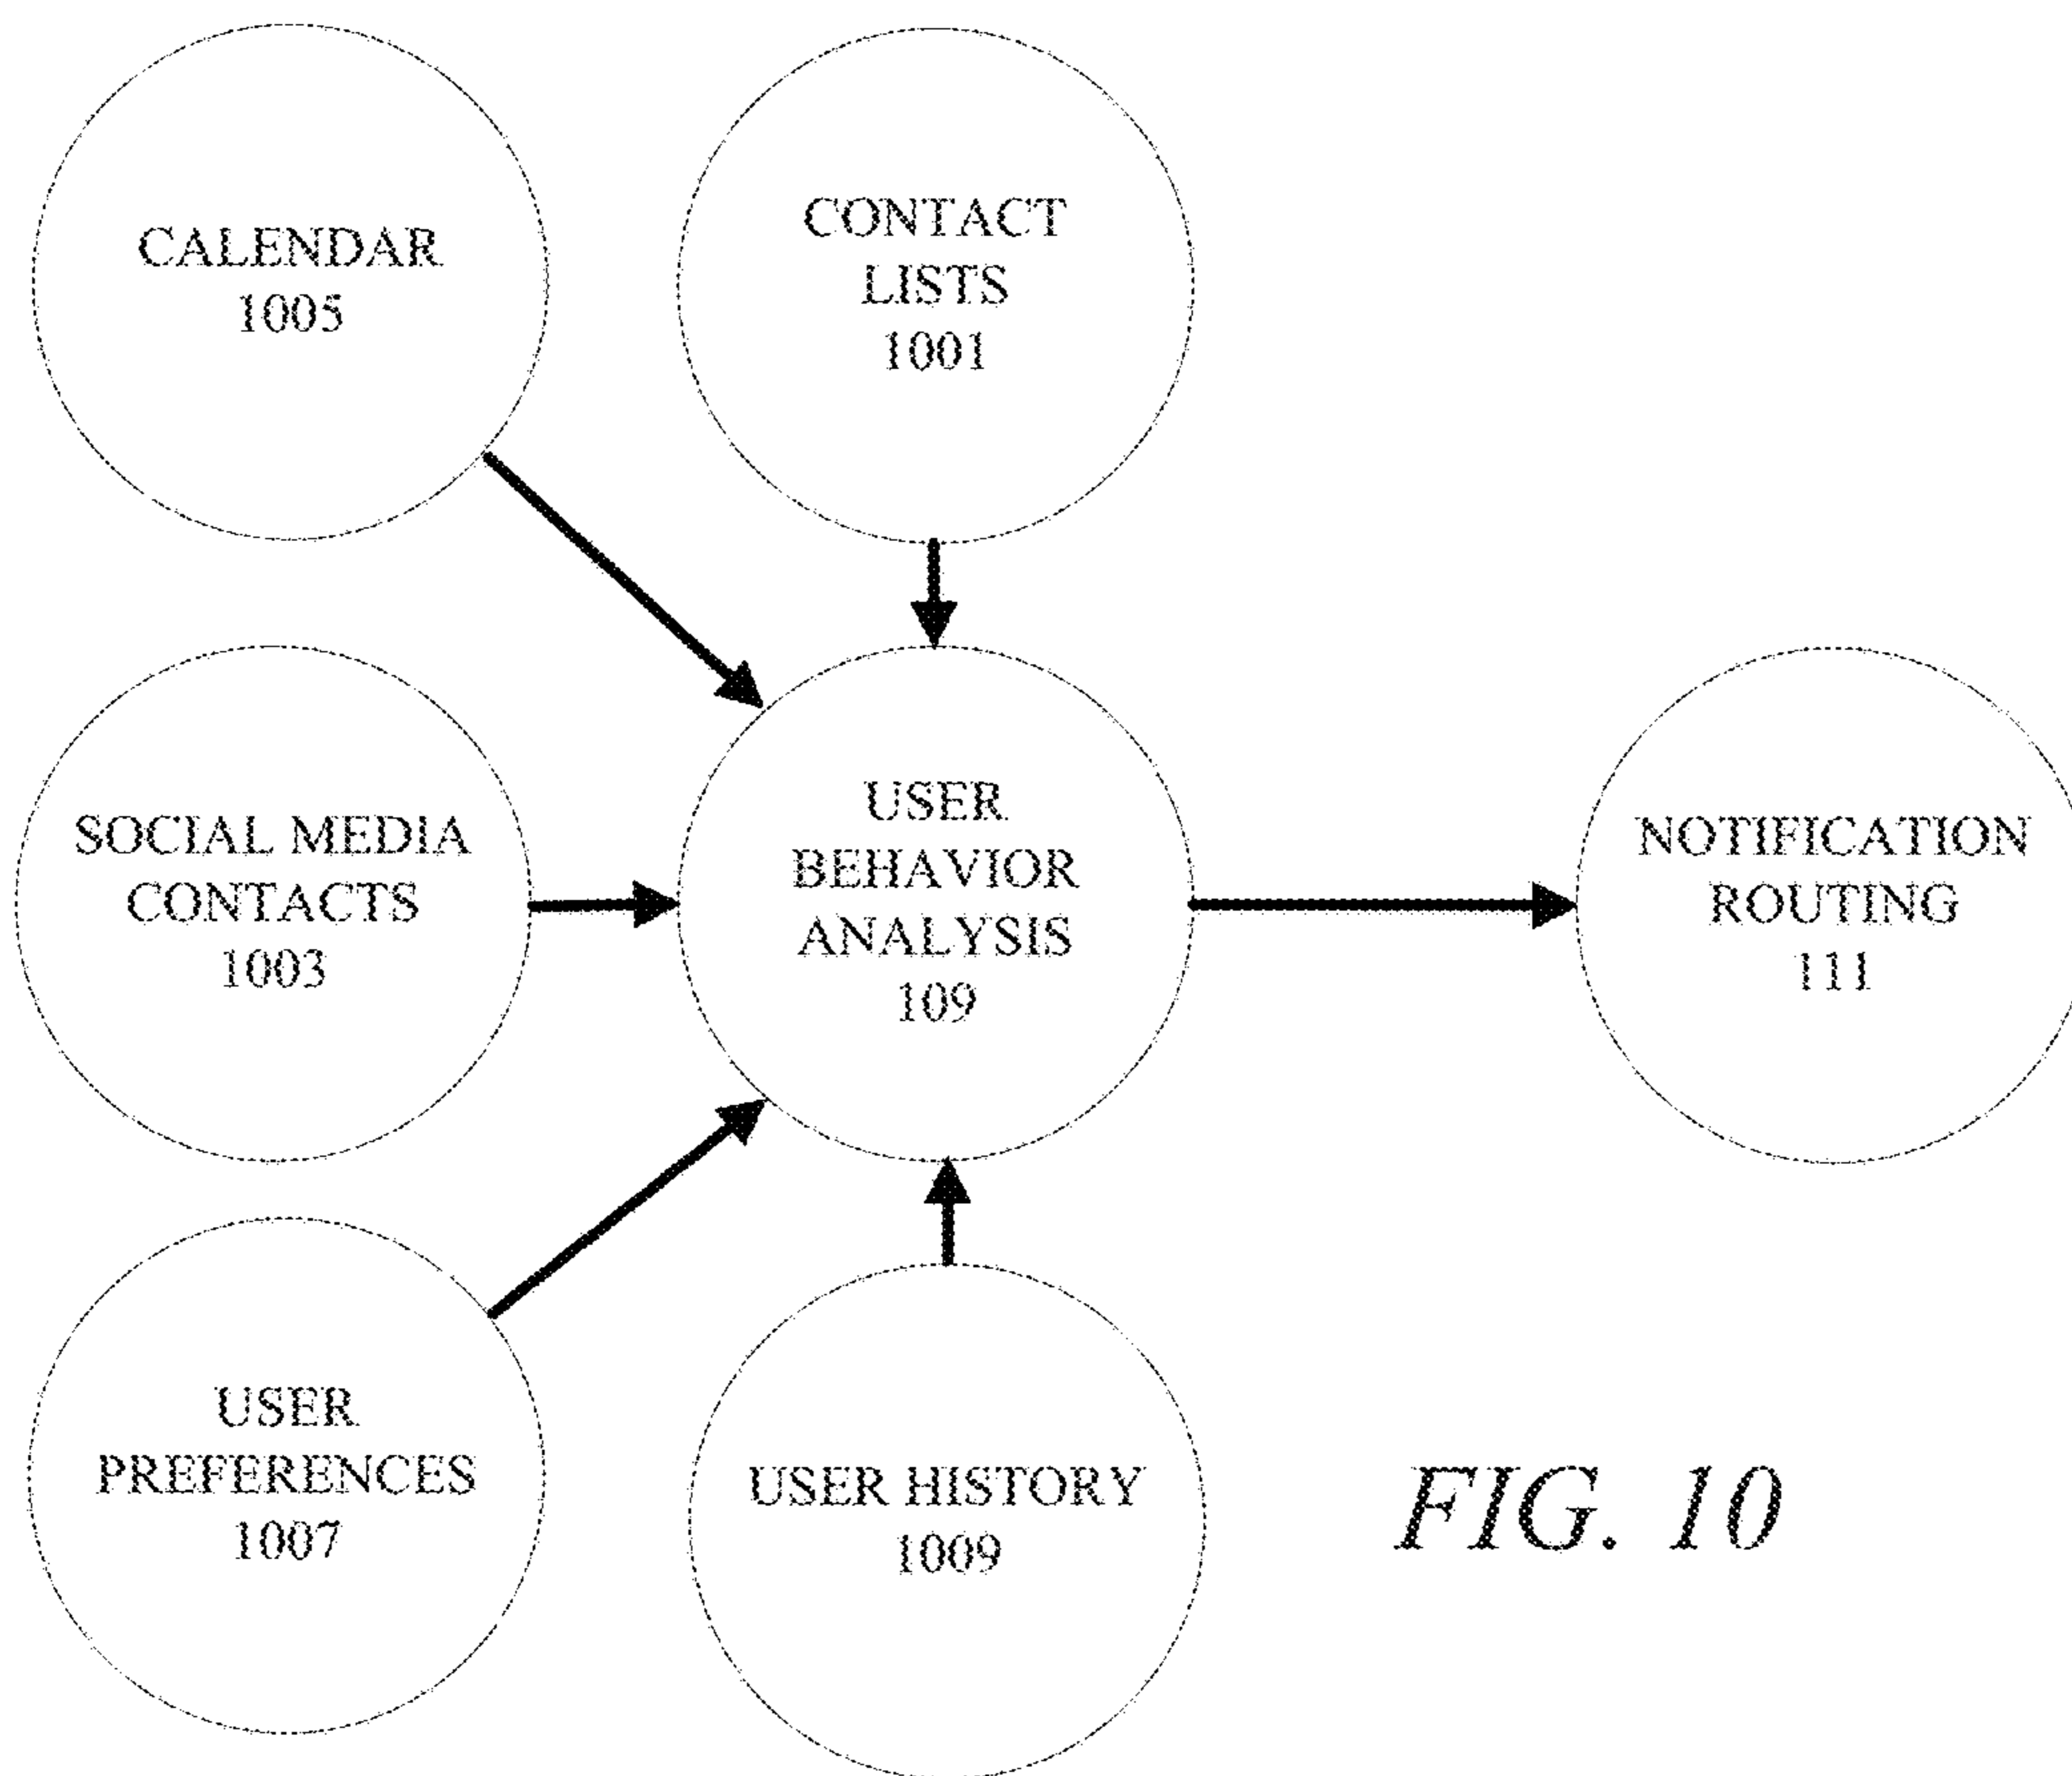 CALENDAR
1005
CONTACT
LISTS
1001
SOCIAL MEDIA
CONTACTS
1003
USER
BEHAVIOR
ANALYSIS
109
NOTIFICATION
ROUTING
111
USER
PREFERENCES
1007
USER HISTORY
1009
FIG. 10